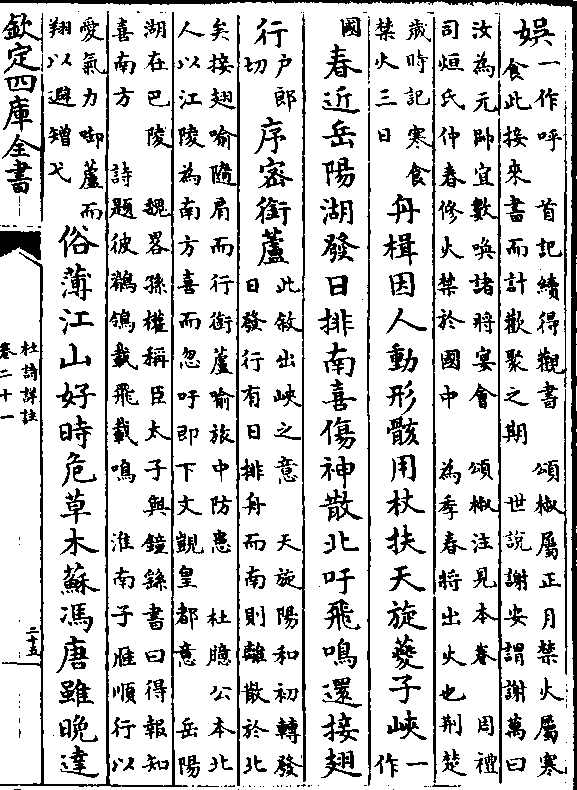 娛一作呼　首記續得觀書　頌椒屬正月禁火屬寒
食此接來書而計歡聚之期　世說謝安謂謝萬曰
汝為元帥宜數喚諸將宴會　頌椒注見本卷　周禮
司烜氏仲春修火禁於國中　為季春將出火也荊楚
歲時記寒食
禁火三日
舟楫因人動形骸用杖扶天旋夔子峽一作
國春近岳陽湖發日排南喜傷神散北吁飛鳴還接翅
行戶郎切序密銜蘆
此敘出峽之意　天旋陽和初轉發
日發行有日排舟而南則離散於北
矣接翅喻隨肩而行銜蘆喻旅中防患　杜臆公本北
人以江陵為南方喜而忽吁即下文覲皇都意　岳陽
湖在巴陵　魏畧孫權稱臣太子與鐘繇書曰得報知
喜南方　詩題彼鶺鴒載飛載鳴　淮南子雁順行以
愛氣力啣蘆而
翔以避矰弋
俗薄江山好時危草木蘇馮唐雖晚達
欽定四庫全書
杜詩詳註
卷二十一
二十五